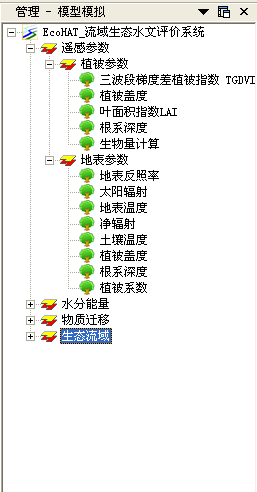 管理 - 模型模拟
EcoHAT_流域生态水文评价系统
遥感参数
植被参数
三波段梯度差植被指数 TGDVI
植被盖度
叶面积指数LAI
根系深度
生物量计算
地表参数
地表反照率
太阳辐射
地表温度
净辐射
土壤温度
植被盖度
根系深度
植被系数
水分能量
物质迁移
生态流域